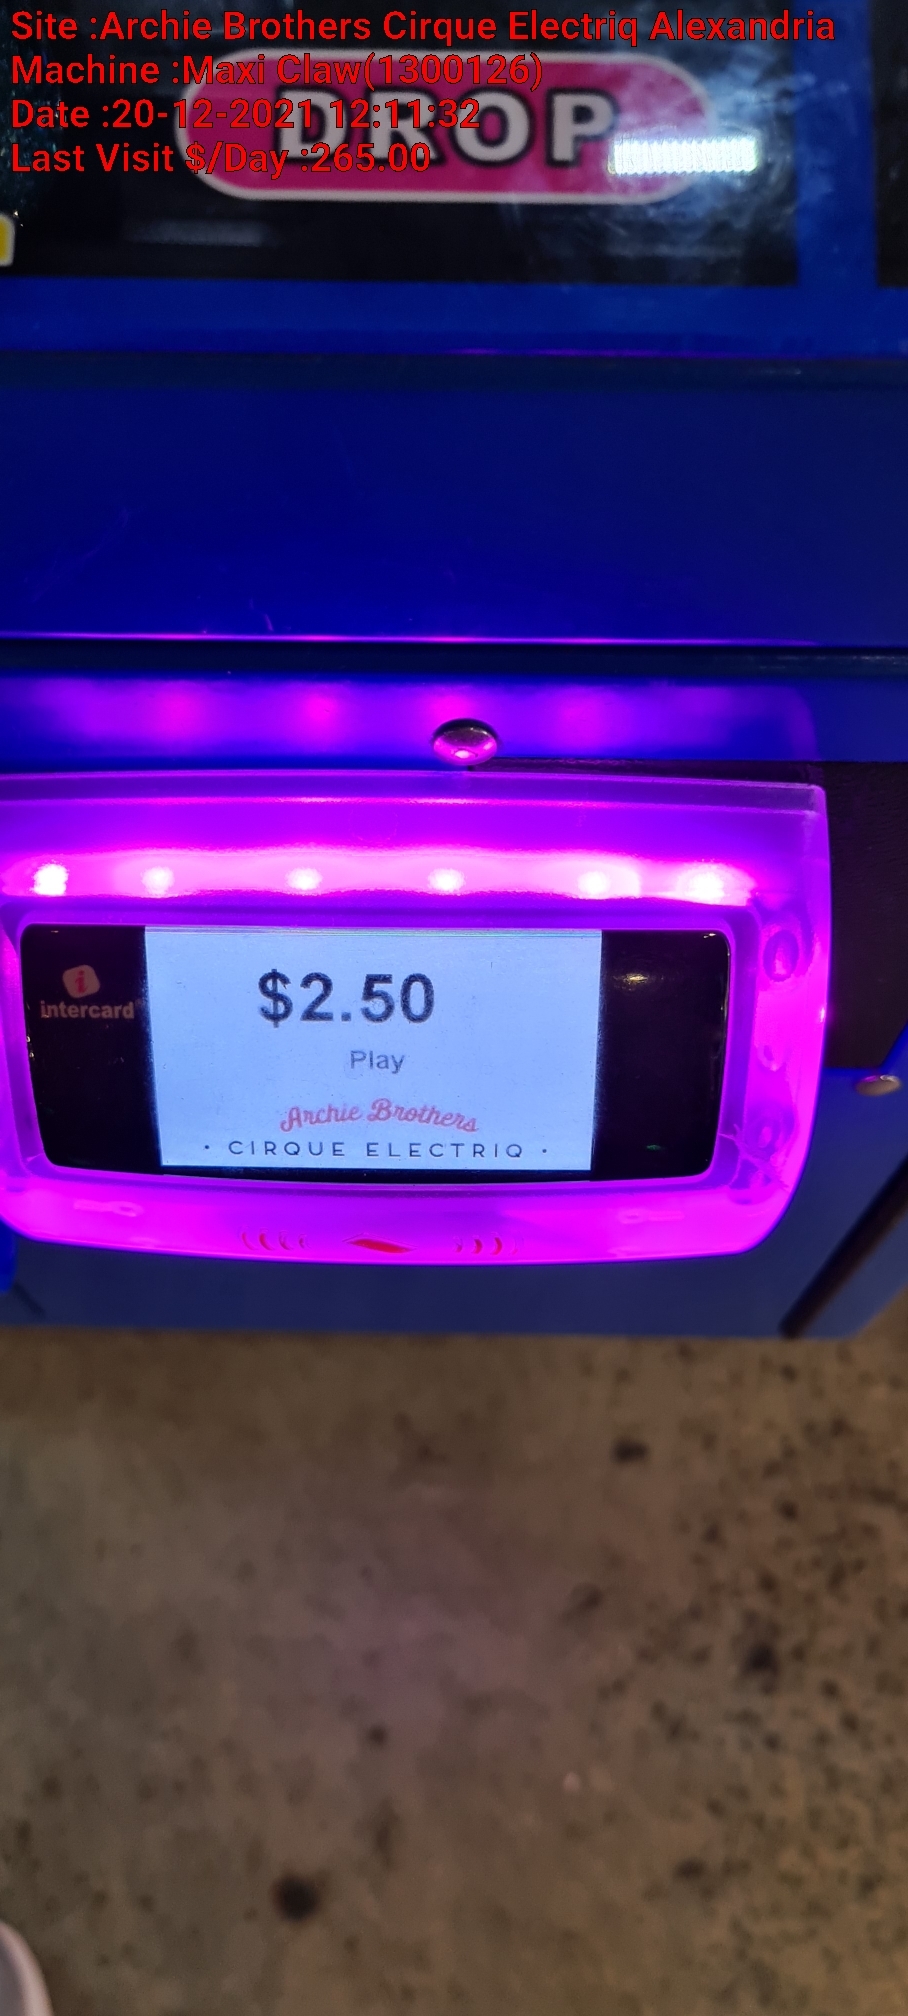 Site :Archie Brothers Cirque Electriq Alexandria
Machine :Maxi Claw(1300126)
Date :20-12-2021 12:11:32
Last Visit $/Day :265.00
DROP
$2.50
i
intercard
Play
Archie Brothers
· CIRQUE ELECTRIQ ·